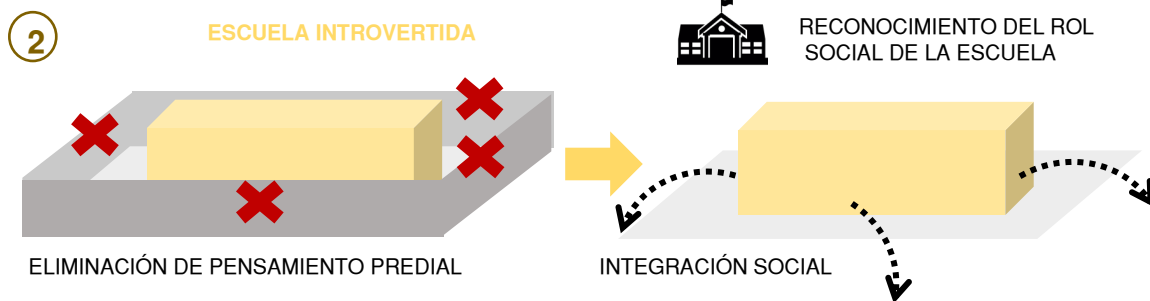 2
ESCUELA INTROVERTIDA
RECONOCIMIENTO DEL ROL
SOCIAL DE LA ESCUELA
ELIMINACIÓN DE PENSAMIENTO PREDIAL
INTEGRACIÓN SOCIAL